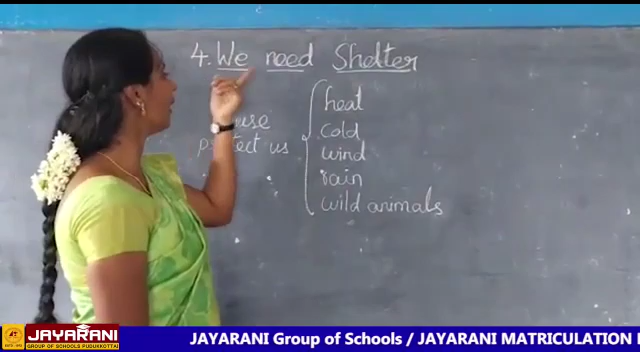 4. We need Shelter
heat
cold
protect us
wind
rain
wild animals
JAYARANI
GROUP OF SCHOOLS PUDUKKOTTAI
JAYARANI Group of Schools / JAYARANI MATRICULATION